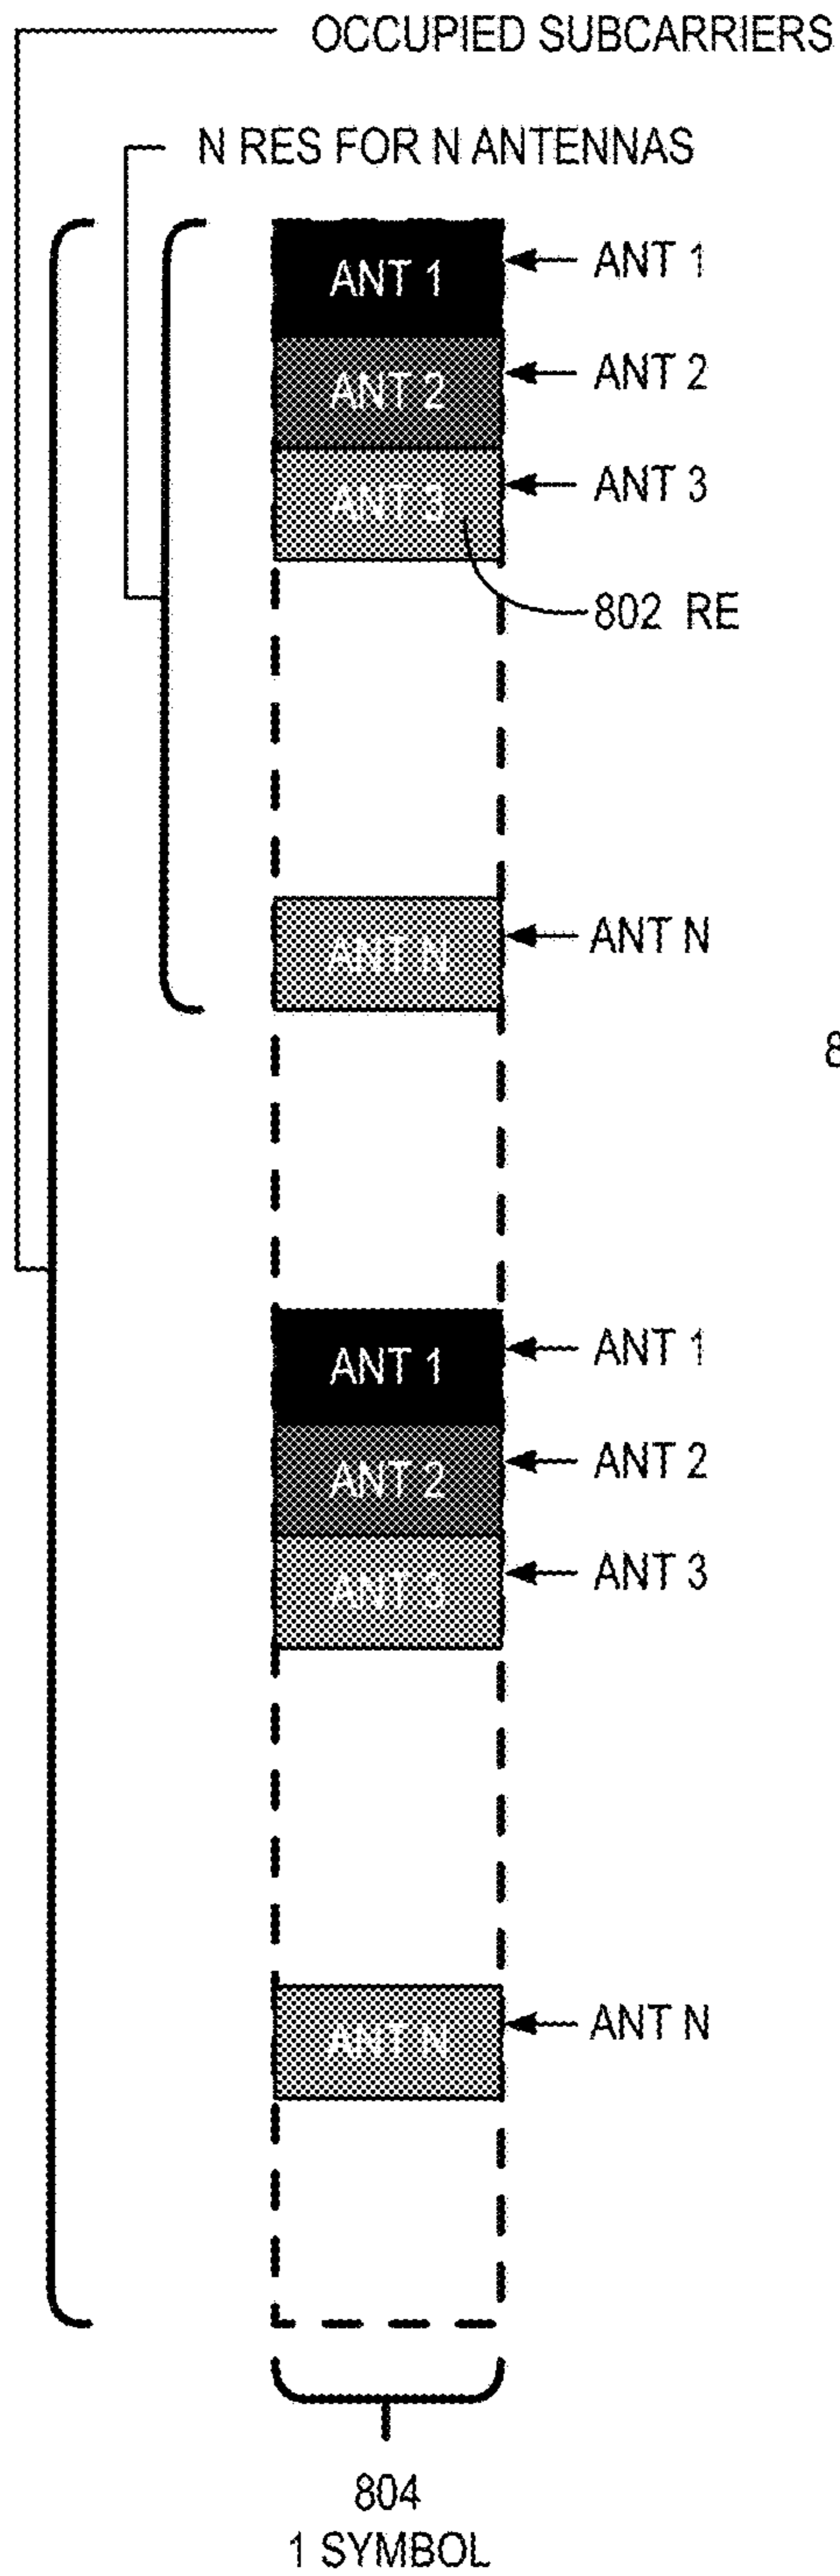 OCCUPIED SUBCARRIERS
N RES FOR N ANTENNAS
ANT 1 ANT 1
ANT 2 ANT 2
ANT 3 ANT 3
802 RE
ANT N ANT N
8
ANT 1 ANT 1
ANT 2 ANT 2
ANT 3 ANT 3
ANT N ANT N
804
1 SYMBOL